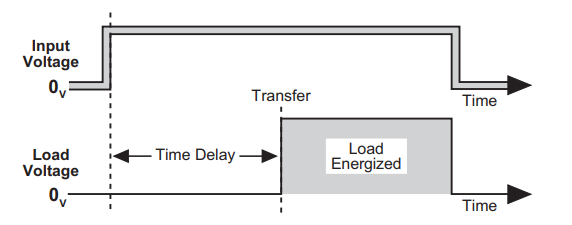 Input
Voltage
0v
Time
Transfer
Load
Voltage
Time Delay
Load
Energized
0v
Time